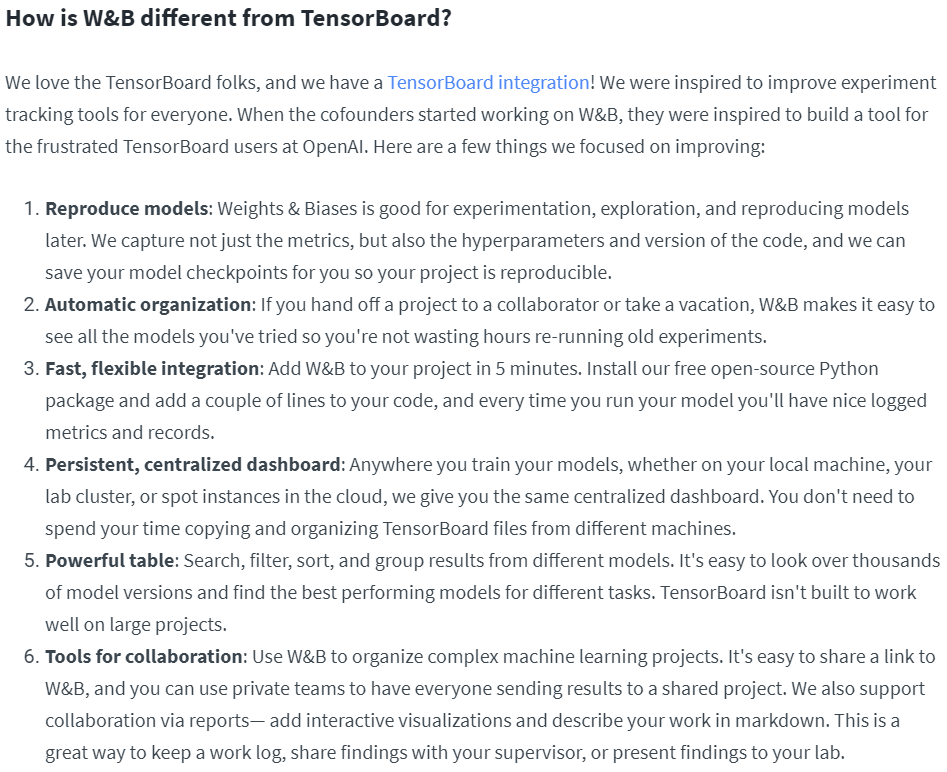 How is W&B different from TensorBoard?
We love the TensorBoard folks, and we have a TensorBoard integration! We were inspired to improve experiment
tracking tools for everyone. When the cofounders started working on W&B, they were inspired to build a tool for
the frustrated TensorBoard users at OpenAI. Here are a few things we focused on improving:
1. Reproduce models: Weights & Biases is good for experimentation, exploration, and reproducing models
later. We capture not just the metrics, but also the hyperparameters and version of the code, and we can
save your model checkpoints for you so your project is reproducible.
2. Automatic organization: If you hand off a project to a collaborator or take a vacation, W&B makes it easy to
see all the models you've tried so you're not wasting hours re-running old experiments.
3. Fast, flexible integration: Add W&B to your project in 5 minutes. Install our free open-source Python
package and add a couple of lines to your code, and every time you run your model you'll have nice logged
metrics and records.
4. Persistent, centralized dashboard: Anywhere you train your models, whether on your local machine, your
lab cluster, or spot instances in the cloud, we give you the same centralized dashboard. You don't need to
spend your time copying and organizing TensorBoard files from different machines.
5. Powerful table: Search, filter, sort, and group results from different models. It's easy to look over thousands
of model versions and find the best performing models for different tasks. TensorBoard isn't built to work
well on large projects.
6. Tools for collaboration: Use W&B to organize complex machine learning projects. It's easy to share a link to
W&B, and you can use private teams to have everyone sending results to a shared project. We also support
collaboration via reports— add interactive visualizations and describe your work in markdown. This is a
great way to keep a work log, share findings with your supervisor, or present findings to your lab.